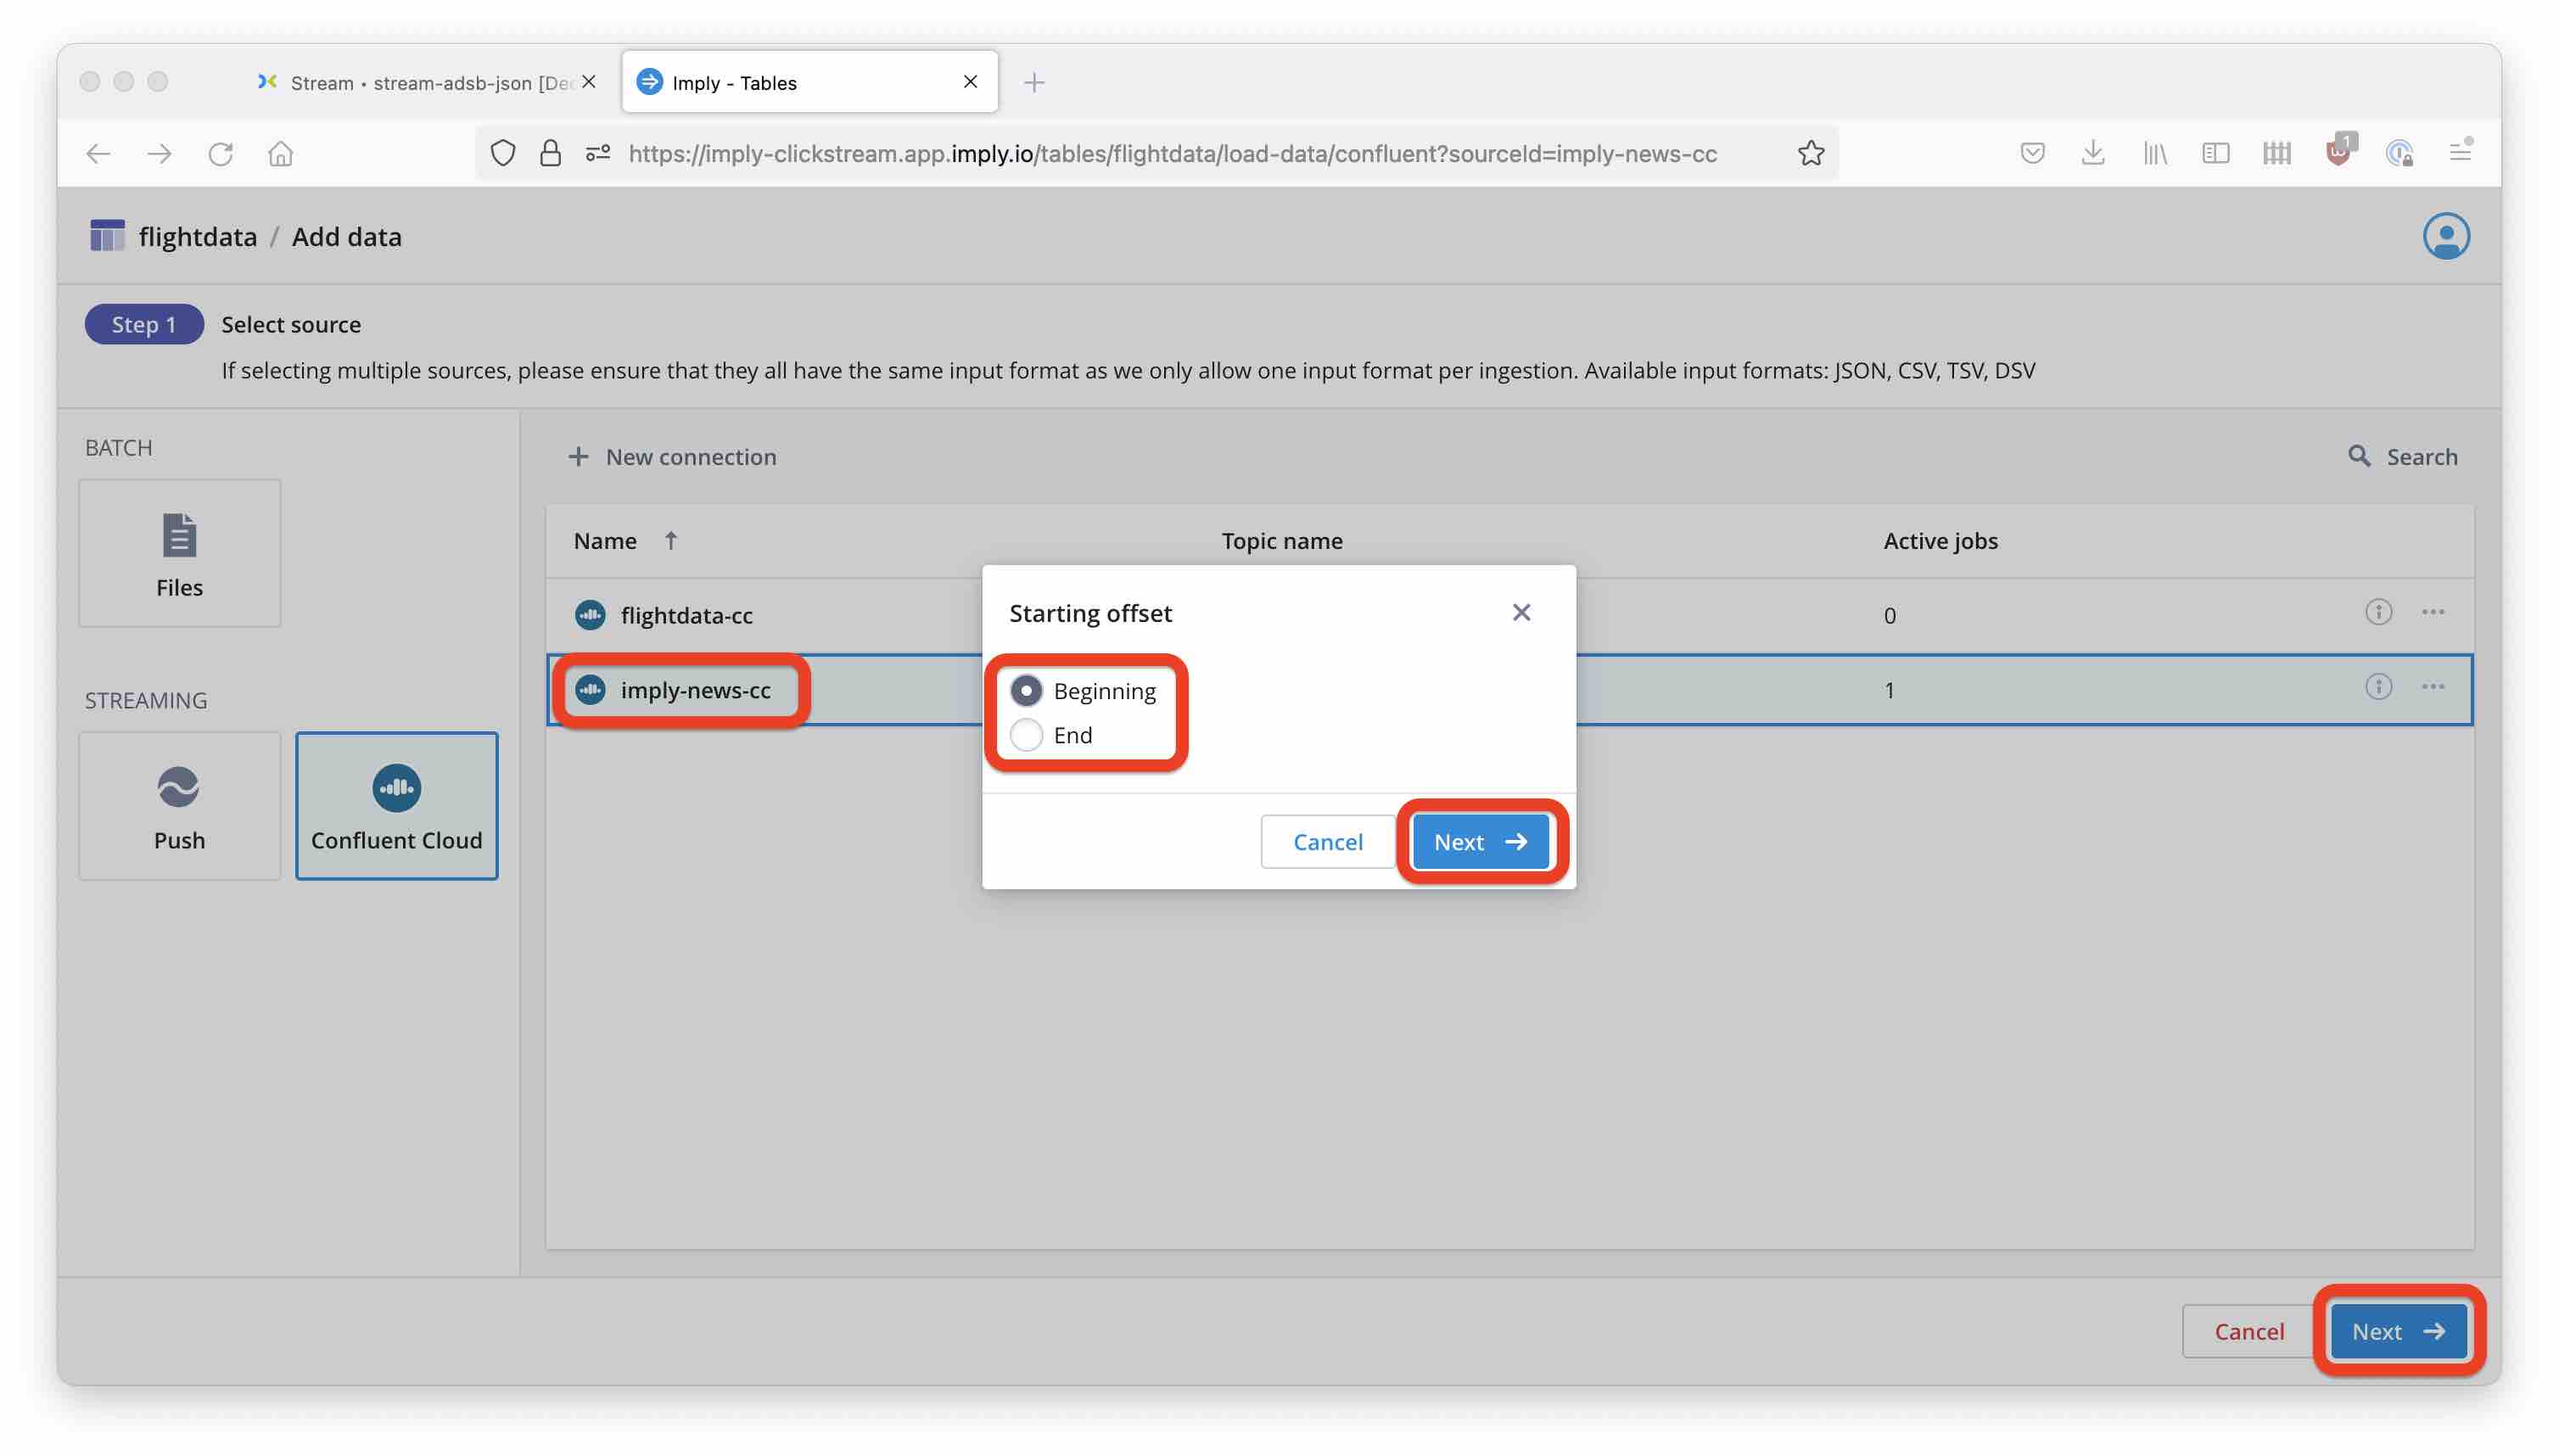 Stream • stream-adsb-json [Dec
Imply - Tables
https://imply-clickstream.app.imply.io/tables/flightdata/load-data/confluent?sourceId=imply-news-cc
1
flightdata / Add data
Step 1 Select source
If selecting multiple sources, please ensure that they all have the same input format as we only allow one input format per ingestion. Available input formats: JSON, CSV, TSV, DSV
BATCH
Files
STREAMING
Push
Confluent Cloud
+ New connection
Search
Name ↑ Topic name Active jobs
flightdata-cc 0
imply-news-cc 1
Starting offset
Beginning
End
Cancel Next →
Cancel Next →